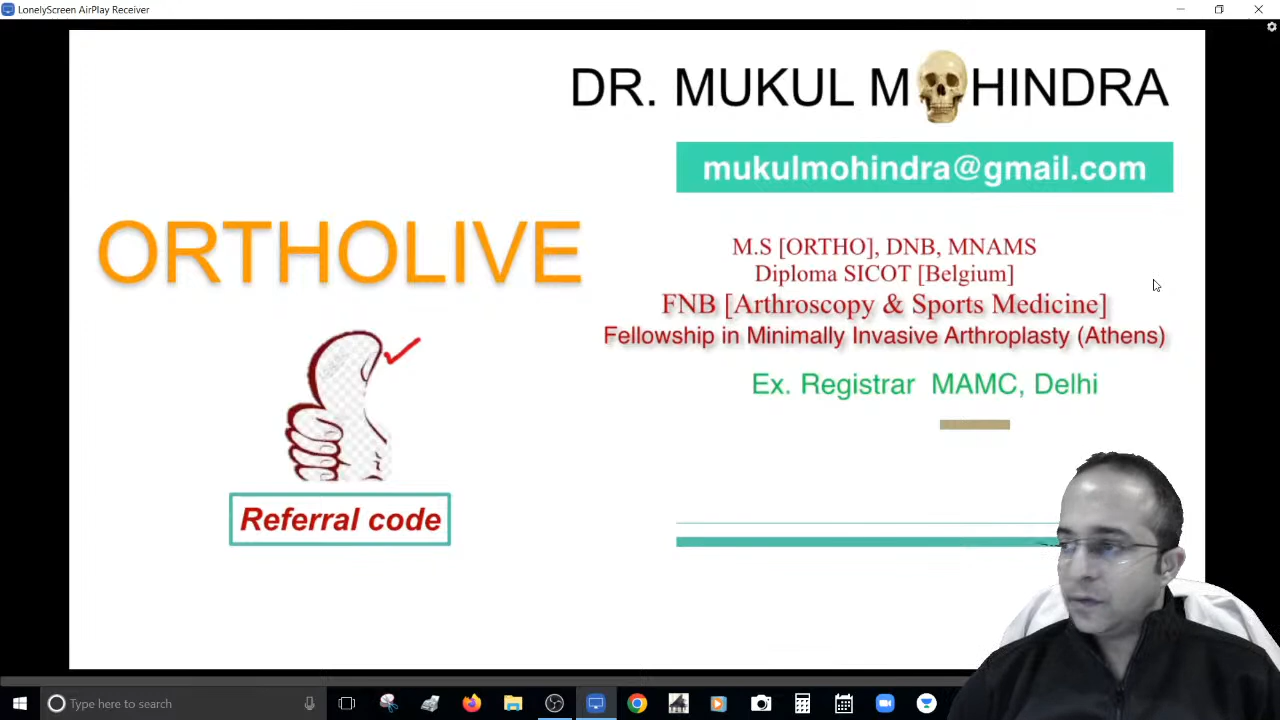 LonelyScreen AirPlay Receiver
DR. MUKUL M HINDRA
mukulmohindra@gmail.com
ORTHOLIVE
M.S [ORTHO], DNB, MNAMS
Diploma SICOT [Belgium]
FNB [Arthroscopy & Sports Medicine]
Fellowship in Minimally Invasive Arthroplasty (Athens)
Ex. Registrar MAMC, Delhi
Referral code
Type here to search